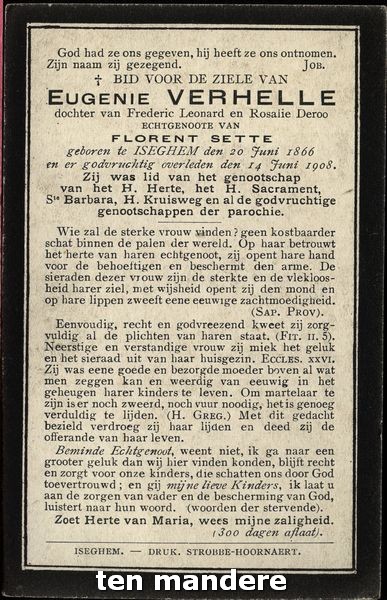 God had ze ons gegeven, hij heeft ze ons ontnomen.
Zijn naam zij gezegend. JOB.
✝ BID VOOR DE ZIELE VAN
EUGENIE VERHELLE
dochter van Frederic Leonard en Rosalie Deroo
ECHTGENOOTE VAN
FLORENT SETTE
geboren te ISEGHEM den 20 Juni 1866
en er godvruchtig overleden den 14 Juni 1908.
Zij was lid van het genootschap
van het H. Herte, het H. Sacrament,
Ste Barbara, H. Kruisweg en al de godvruchtige
genootschappen der parochie.
Wie zal de sterke vrouw vinden? geen kostbaarder
schat binnen de palen der wereld. Op haar betrouwt
het herte van haren echtgenoot, zij opent hare hand
voor de behoeftigen en beschermt den arme. De
sieraden dezer vrouw zijn de sterkte en de vlekloos-
heid harer ziel, met wijsheid opent zij den mond en
op hare lippen zweeft eene eeuwige zachtmoedigheid.
(SAP. PROV).
Eenvoudig, recht en godvreezend kweet zij zorg-
vuldig al de plichten van haren staat. (FIT. II. 5).
Neerstige en verstandige vrouw zij miek het geluk
en het sieraad uit van haar huisgezin. ECCLES. XXVI.
Zij was eene goede en bezorgde moeder boven al wat
men zeggen kan en weerdig van eeuwig in het
geheugen harer kinders te leven. Om martelaar te
zijn is er noch zweerd, noch vuur noodig, het is genoeg
verduldig te lijden. (H. GREG.) Met dit gedacht
bezield verdroeg zij haar lijden en deed zij de
offerande van haar leven.
Beminde Echtgenoot, weent niet, ik ga naar een
grooter geluk dan wij hier vinden konden, blijft recht
en zorgt voor onze kinders, die schatten ons door God
toevertrouwd; en gij mijne lieve Kinders, ik laat u
aan de zorgen van vader en de bescherming van God,
luistert naar hun woord. (woorden der stervende).
Zoet Herte van Maria, wees mijne zaligheid.
(300 dagen aflaat).
ISEGHEM. — DRUK. STROBBE-HOORNAERT.
ten mandere